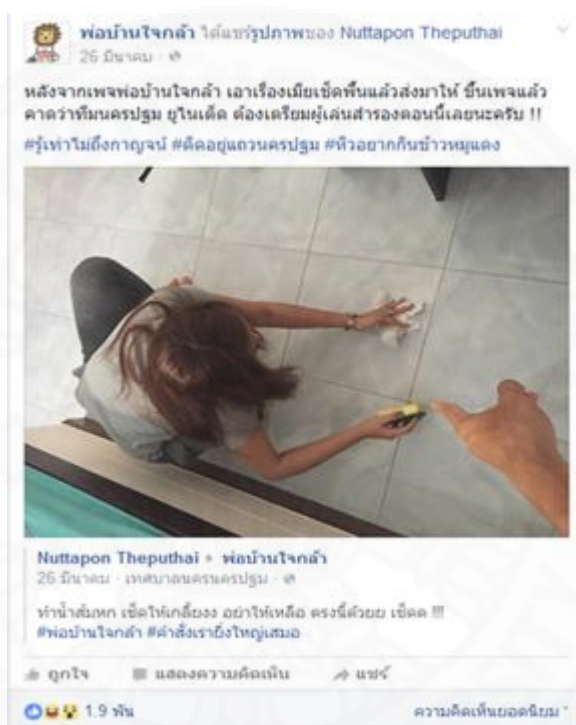 พ่อบ้านใจกล้า ได้แชร์รูปภาพของ Nuttapon Theputhai
26 มีนาคม ·
หลังจากเพจพ่อบ้านใจกล้า เอาเรื่องเมียเช็ดพื้นแล้วส่งมาให้ ขึ้นเพจแล้ว
คาดว่าทีมนครปฐม ยูไนเต็ด ต้องเตรียมผู้เล่นสำรองตอนนี้เลยนะครับ !!
#รู้เท่าไม่ถึงกาญจน์ #ติดอยู่แถวนครปฐม #หิวอยากกินข้าวหมูแดง
Nuttapon Theputhai ▸ พ่อบ้านใจกล้า
26 มีนาคม · เทศบาลนครนครปฐม ·
ทำน้ำส้มหก เช็ดให้เกลี้ยงง อย่าให้เหลือ ตรงนี้ด้วยย เช็ดด !!!
#พ่อบ้านใจกล้า #คำสั่งเรายิ่งใหญ่เสมอ
ถูกใจ แสดงความคิดเห็น แชร์
1.9 พัน ความคิดเห็นยอดนิยม